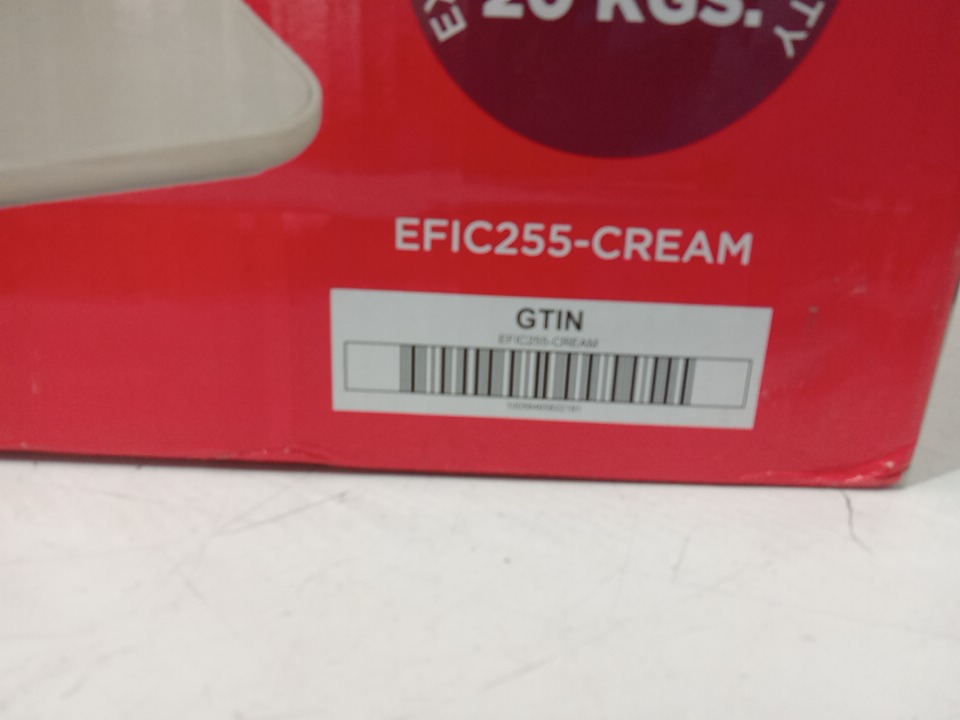 20 KGS.
EFIC255-CREAM
GTIN
EFIC255-CREAM